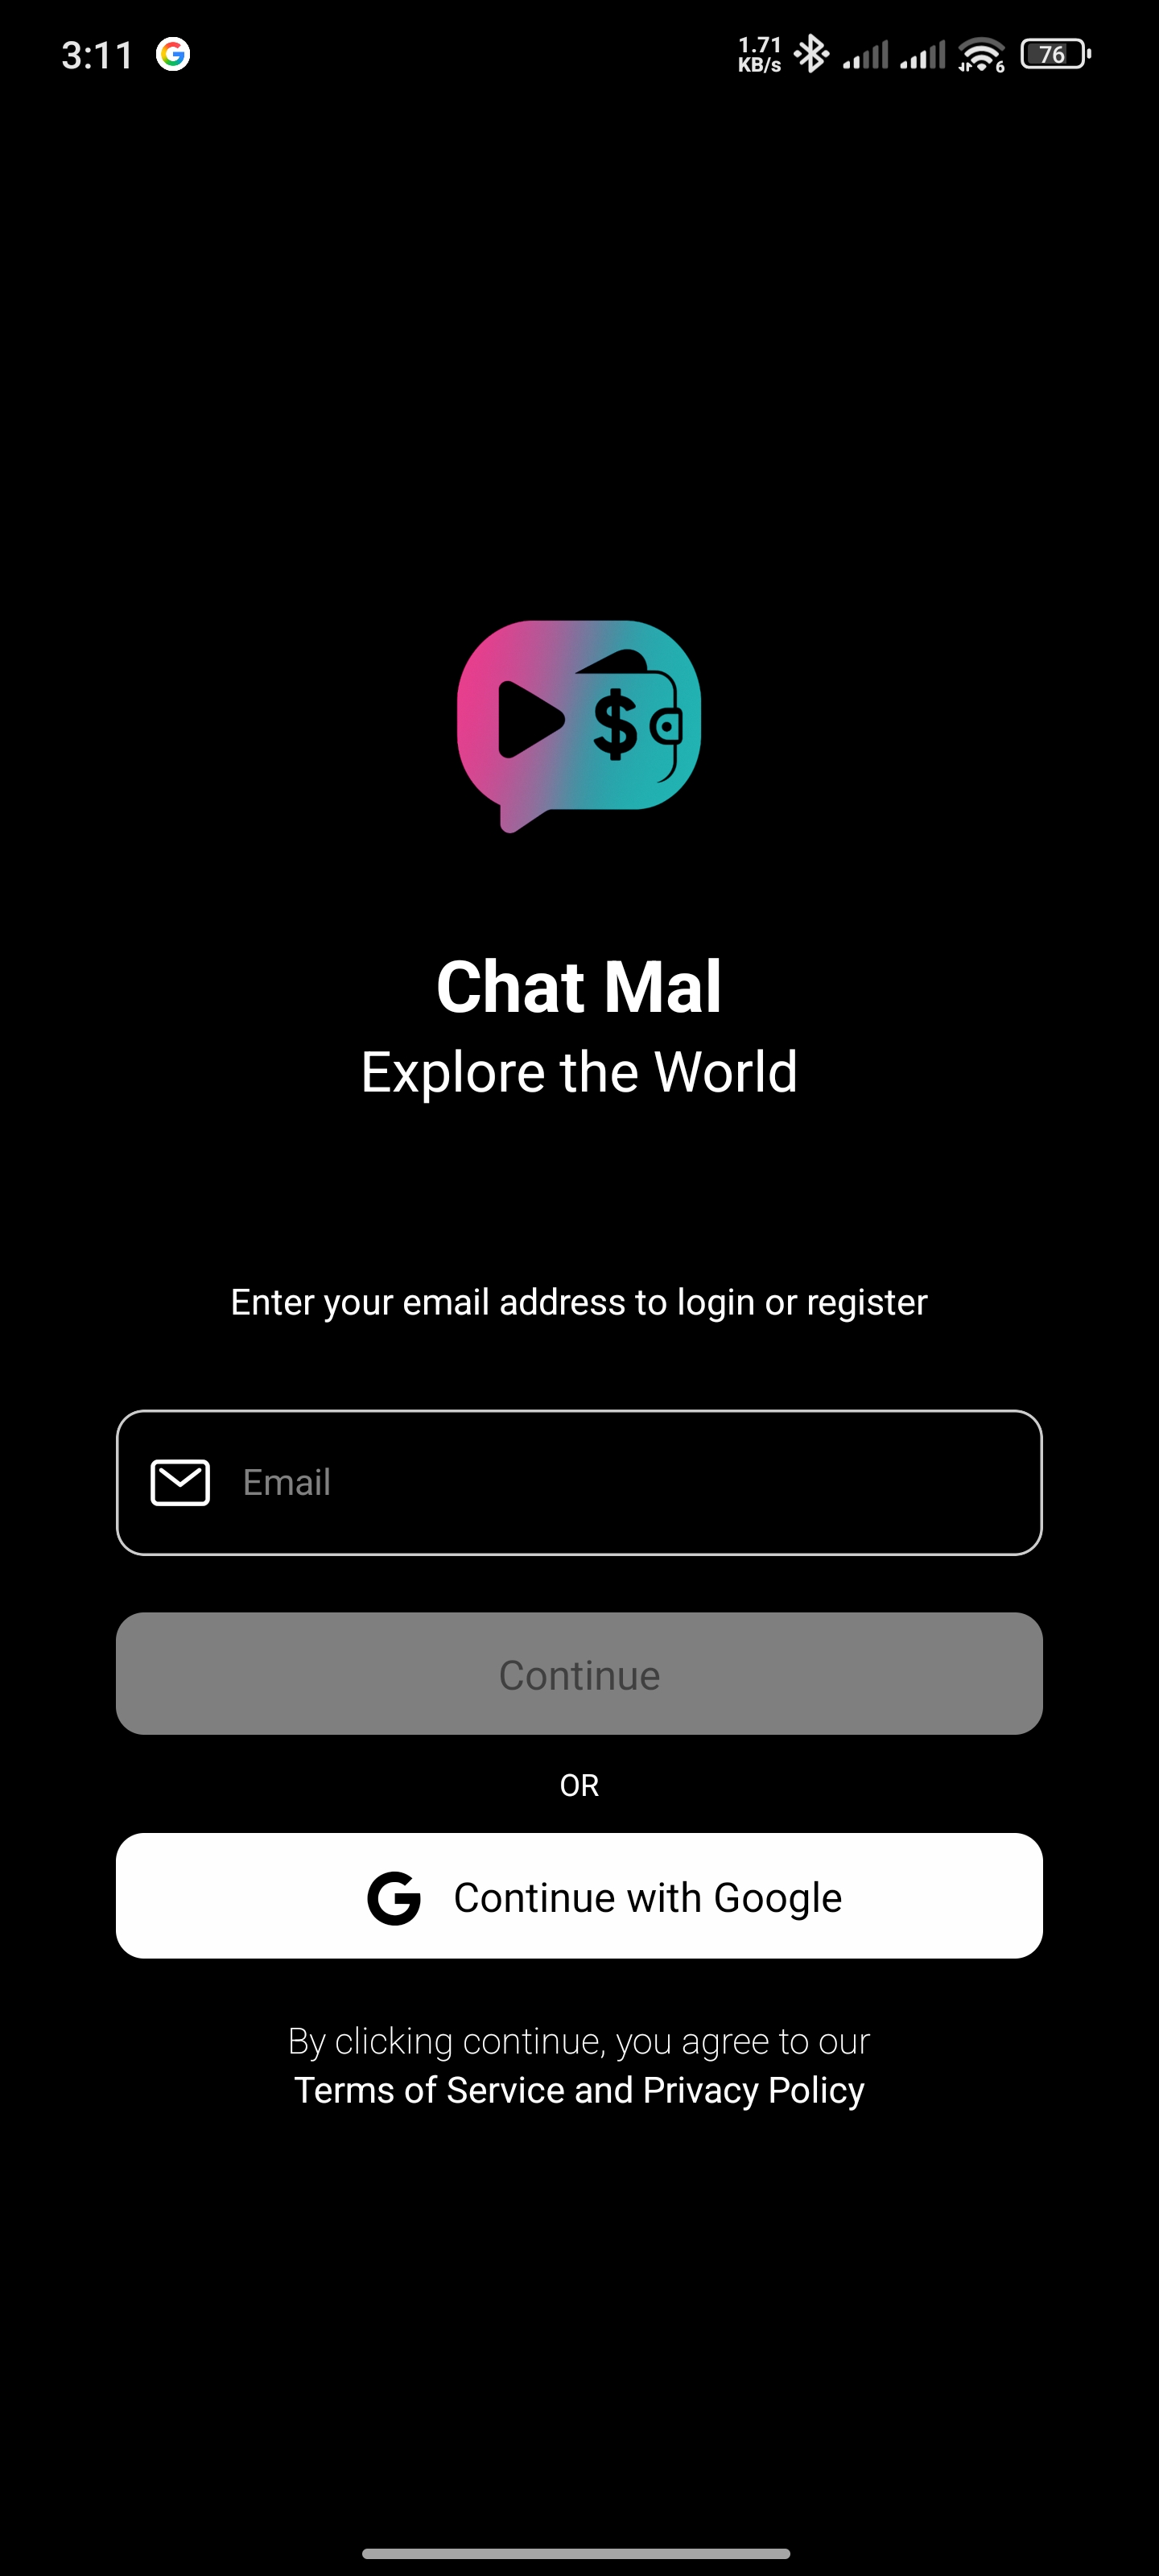 3:11
1.71
KB/s
6
76
$
Chat Mal
Explore the World
Enter your email address to login or register
Email
Continue
OR
Continue with Google
By clicking continue, you agree to our
Terms of Service and Privacy Policy